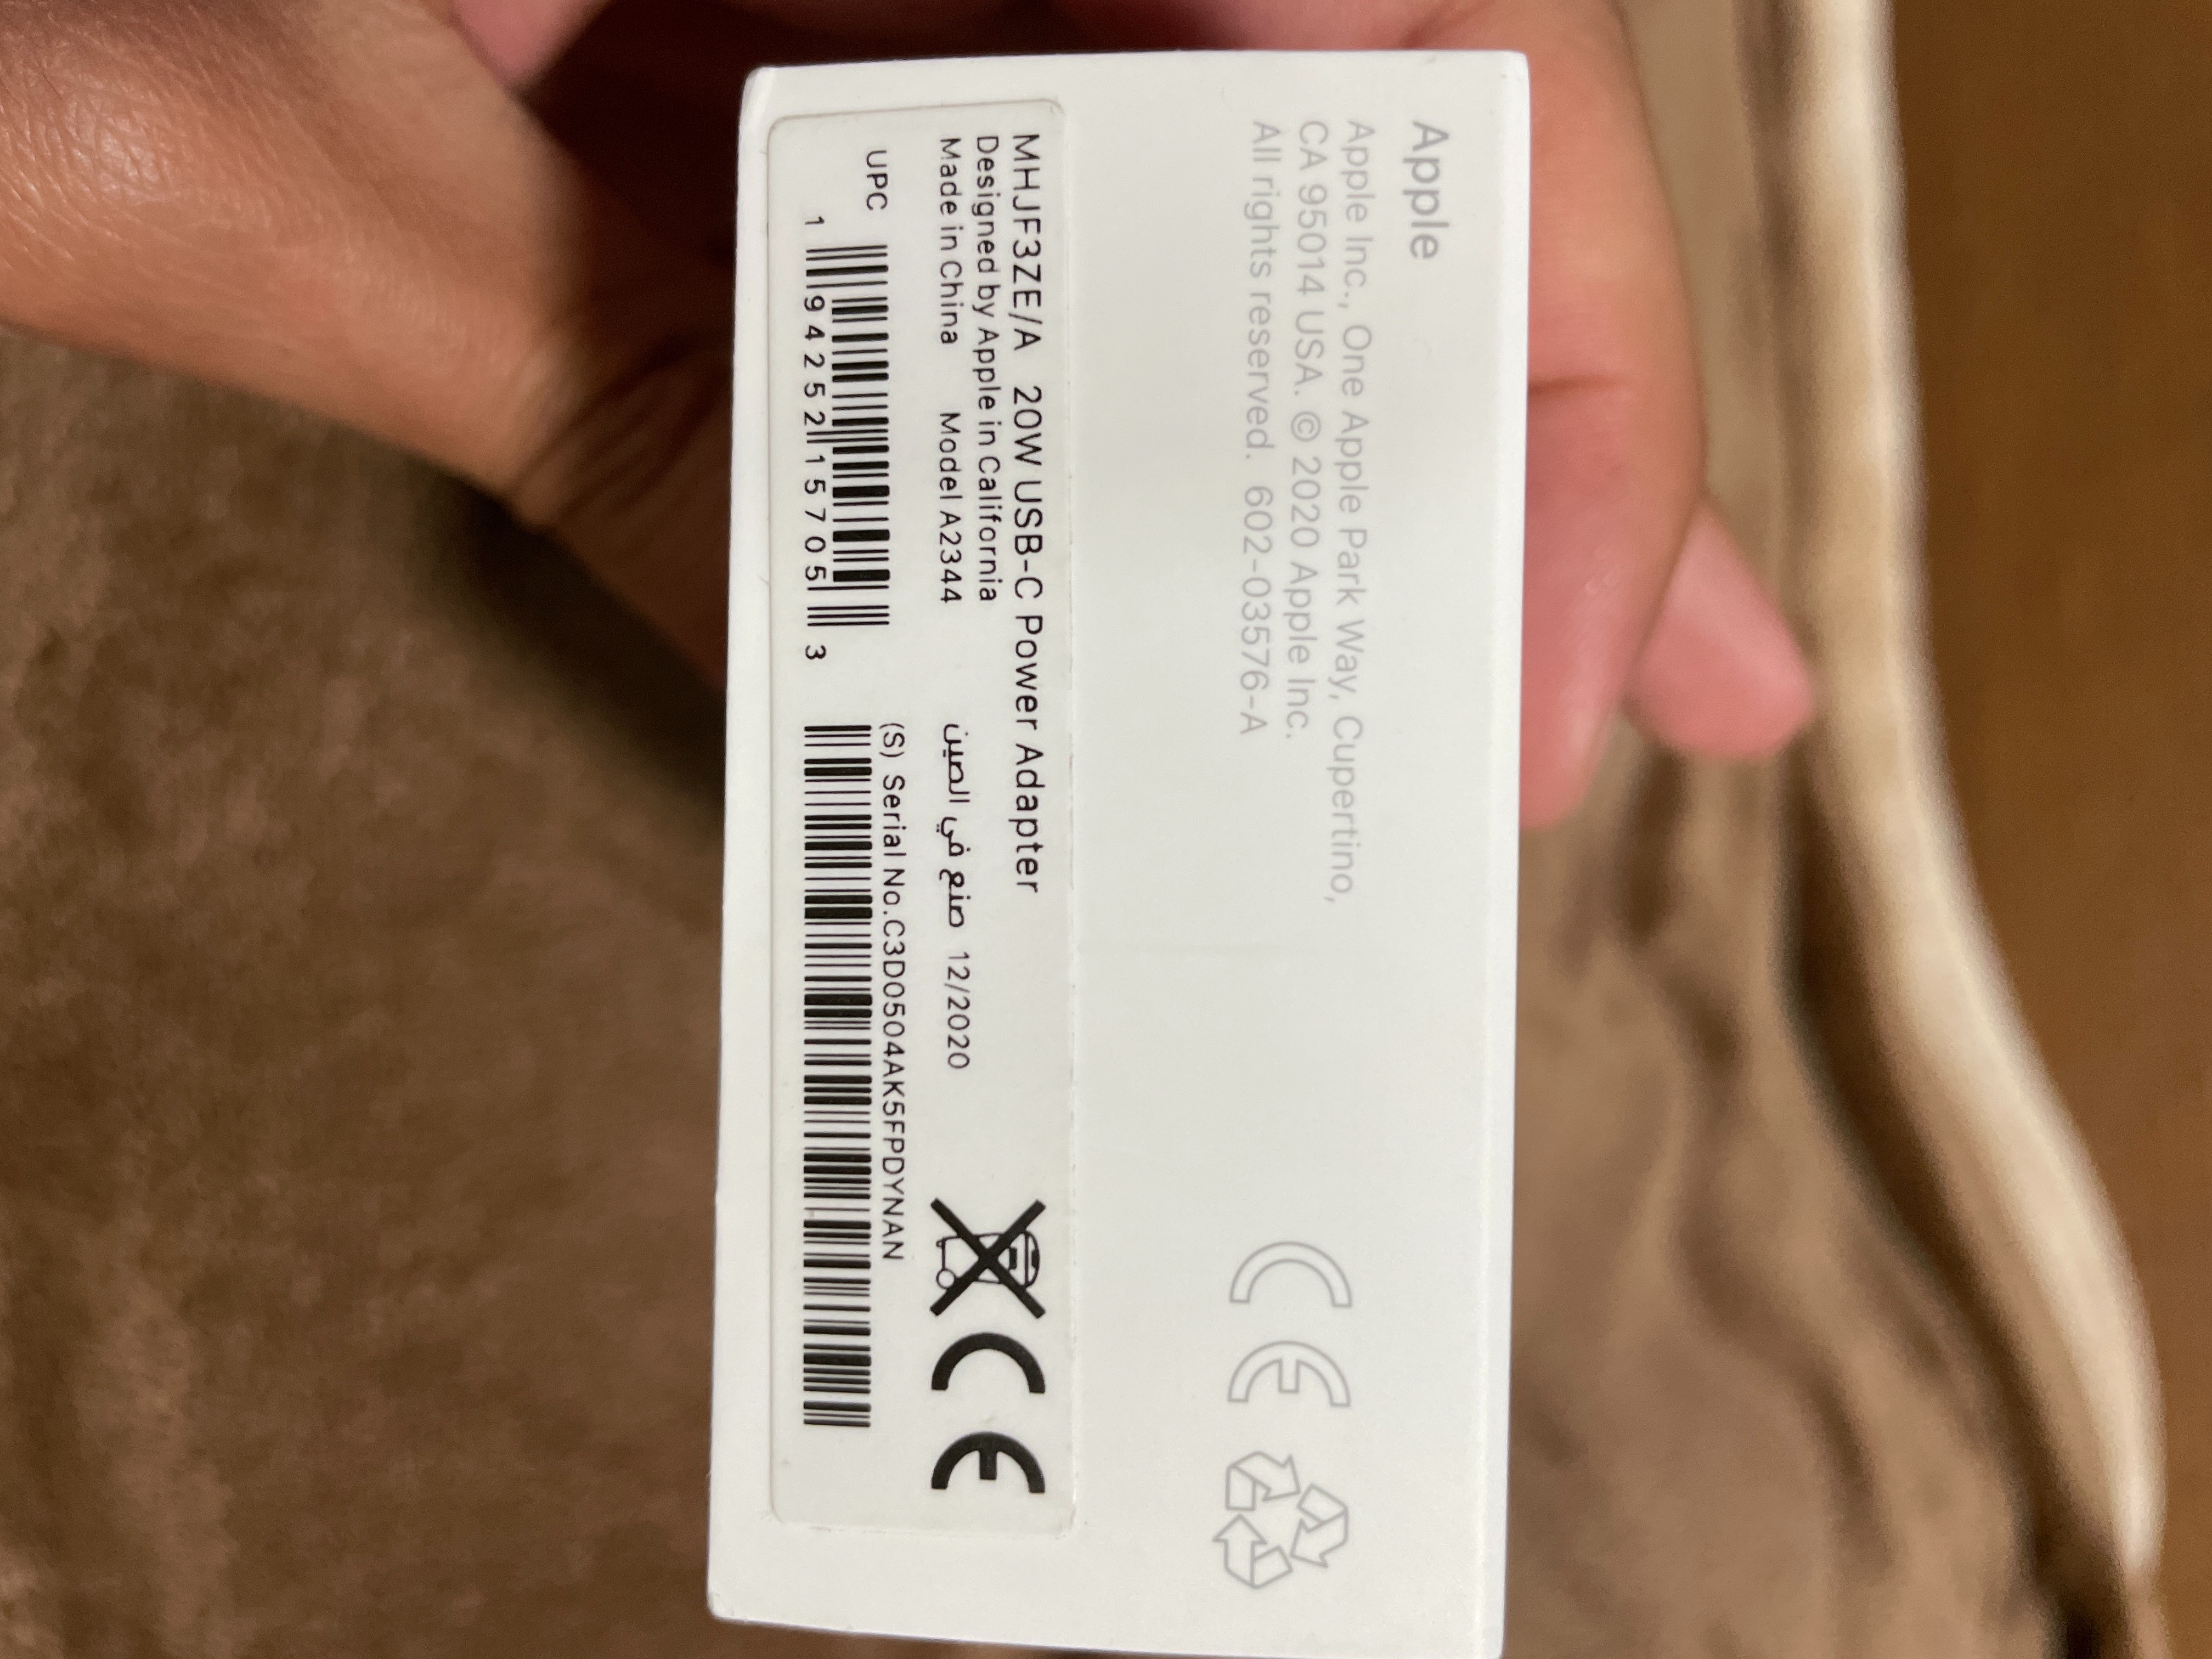 Apple
Apple Inc., One Apple Park Way, Cupertino,
CA 95014 USA. © 2020 Apple Inc.
All rights reserved. 602-03576-A
MHJF3ZE/A 20W USB-C Power Adapter
Designed by Apple in California
Made in China Model A2344 صنع في الصين 12/2020
UPC
1 94252 15705 3
(S) Serial No.C3D0504AK5FPDYNAN
CE
CE